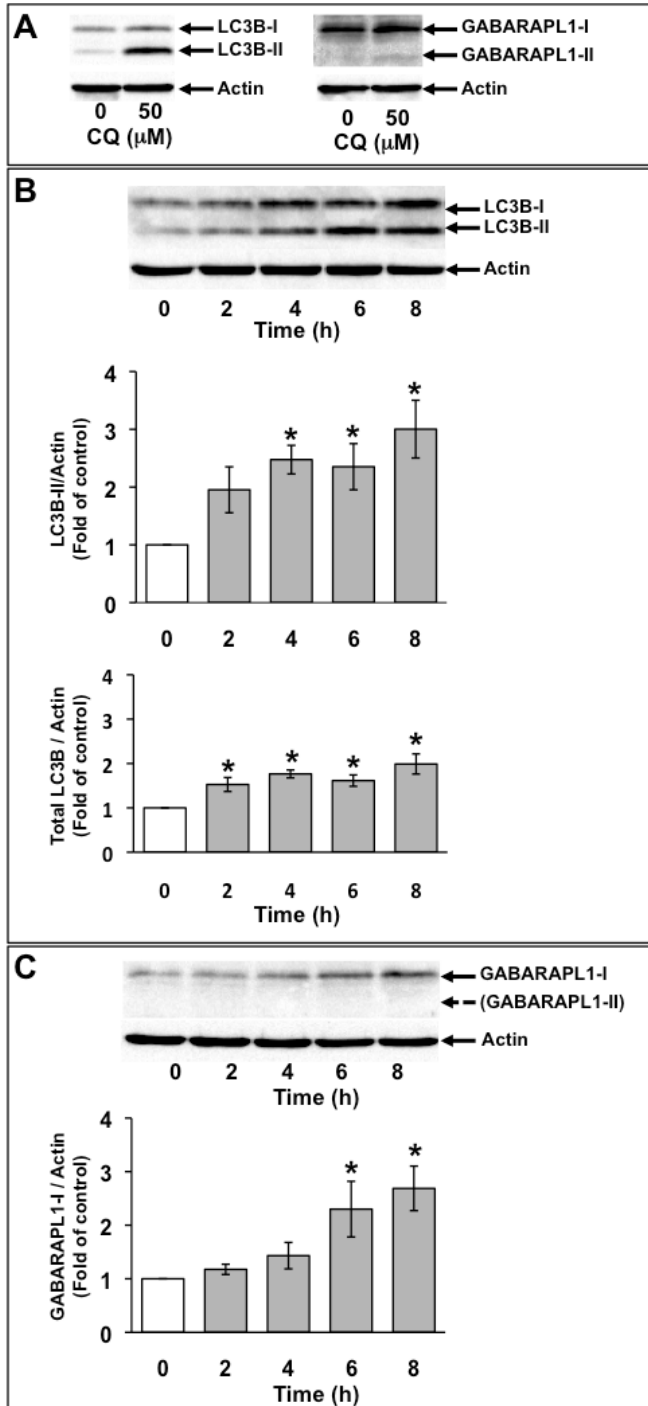 A
LC3B-I
LC3B-II
Actin
0 50
CQ (μM)
GABARAPL1-I
GABARAPL1-II
Actin
0 50
CQ (μM)
B
LC3B-I
LC3B-II
Actin
0 2 4 6 8
Time (h)
LC3B-II/Actin
(Fold of control)
4
3
2
1
0
* * *
0 2 4 6 8
Total LC3B / Actin
(Fold of control)
4
3
2
1
0
* * * *
0 2 4 6 8
Time (h)
C
GABARAPL1-I
(GABARAPL1-II)
Actin
0 2 4 6 8
Time (h)
GABARAPL1-I / Actin
(Fold of control)
4
3
2
1
0
* *
0 2 4 6 8
Time (h)